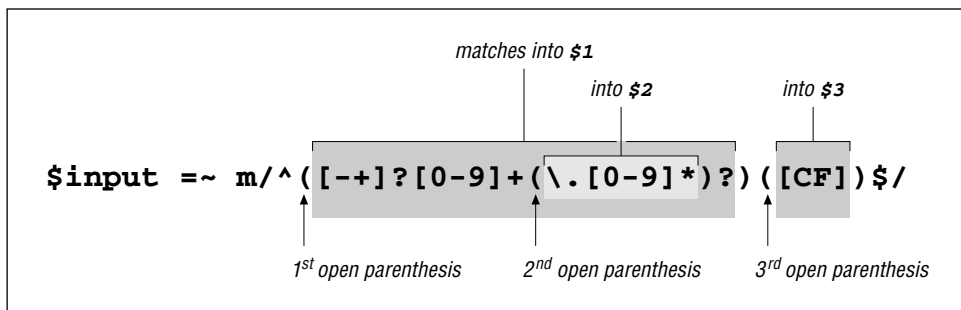 matches into $1
into $2
into $3
$input =~ m/^([-+]?[0-9]+(\.[0-9]*)?)([CF])$/
1st open parenthesis
2nd open parenthesis
3rd open parenthesis